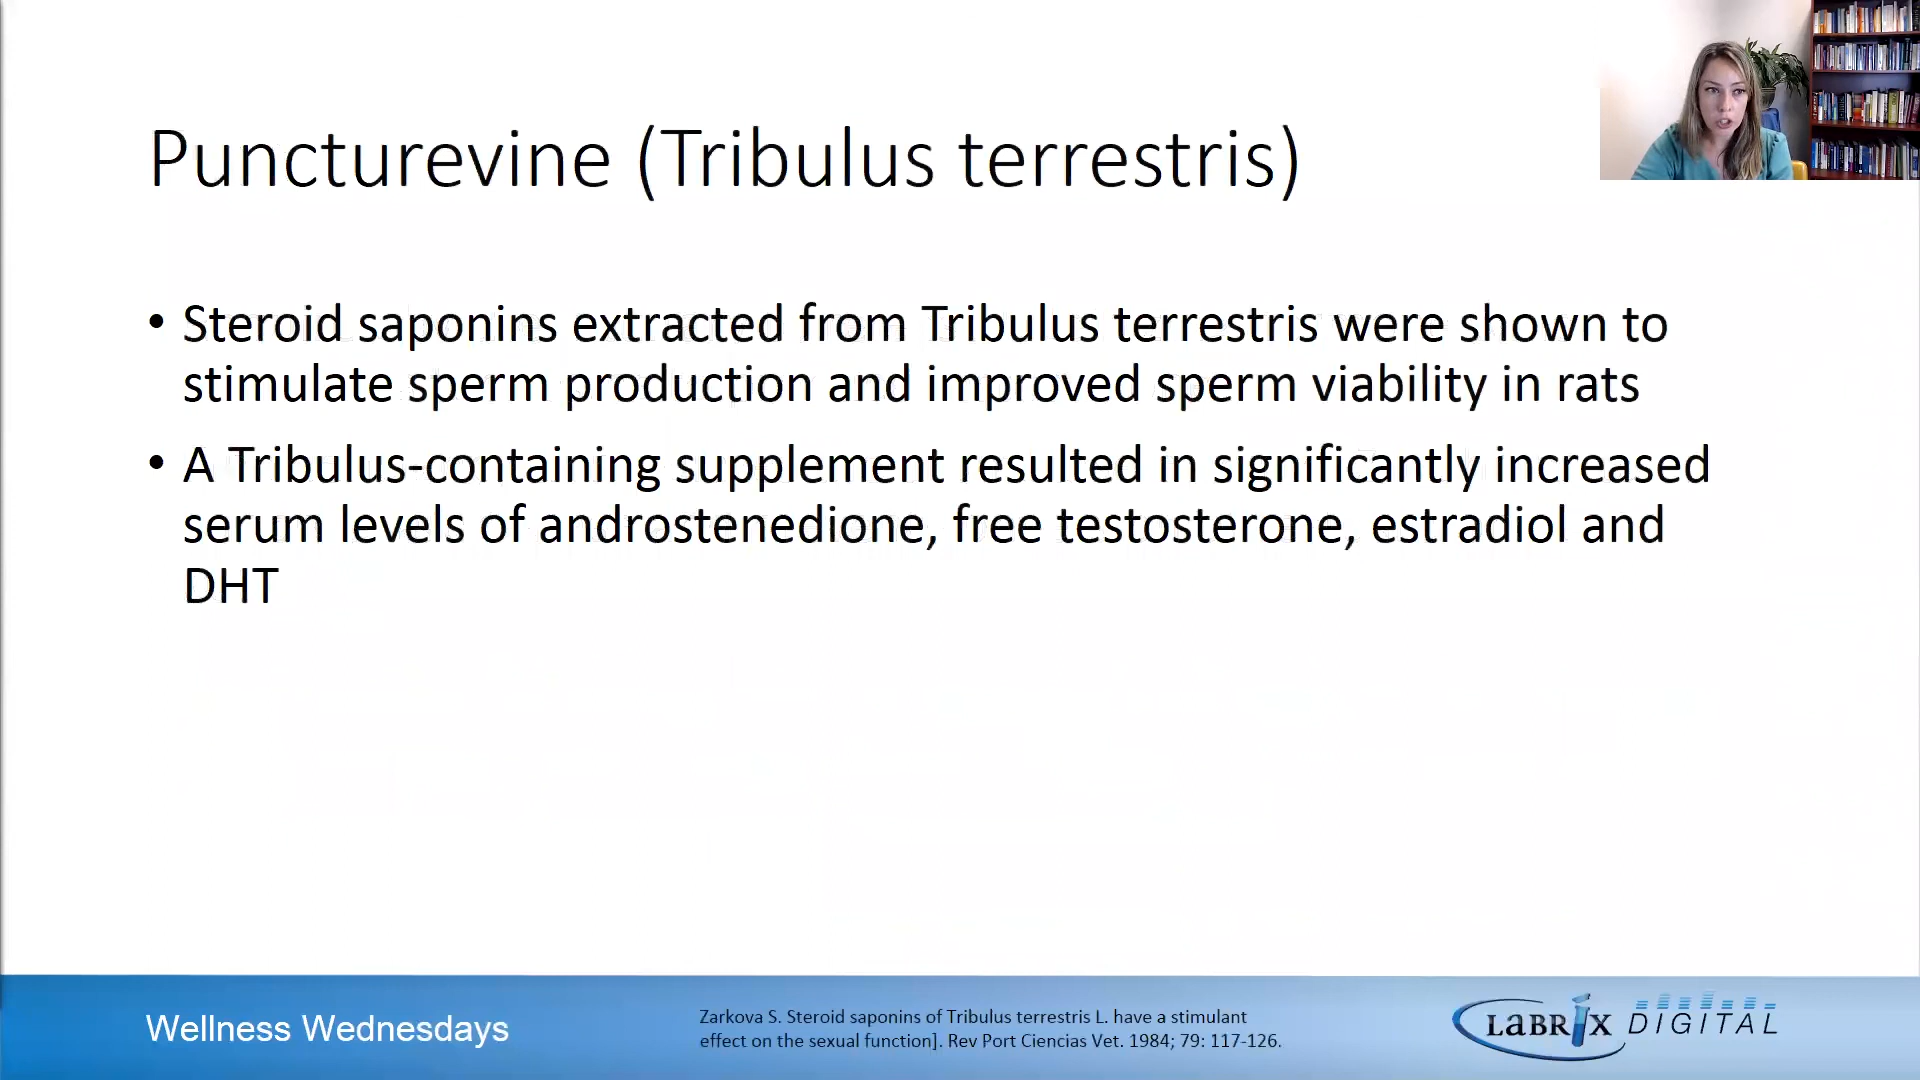 Puncturevine (Tribulus terrestris)
• Steroid saponins extracted from Tribulus terrestris were shown to
stimulate sperm production and improved sperm viability in rats
• A Tribulus-containing supplement resulted in significantly increased
serum levels of androstenedione, free testosterone, estradiol and
DHT
Wellness Wednesdays
Zarkova S. Steroid saponins of Tribulus terrestris L. have a stimulant
effect on the sexual function]. Rev Port Ciencias Vet. 1984; 79: 117-126.
LABRIX DIGITAL